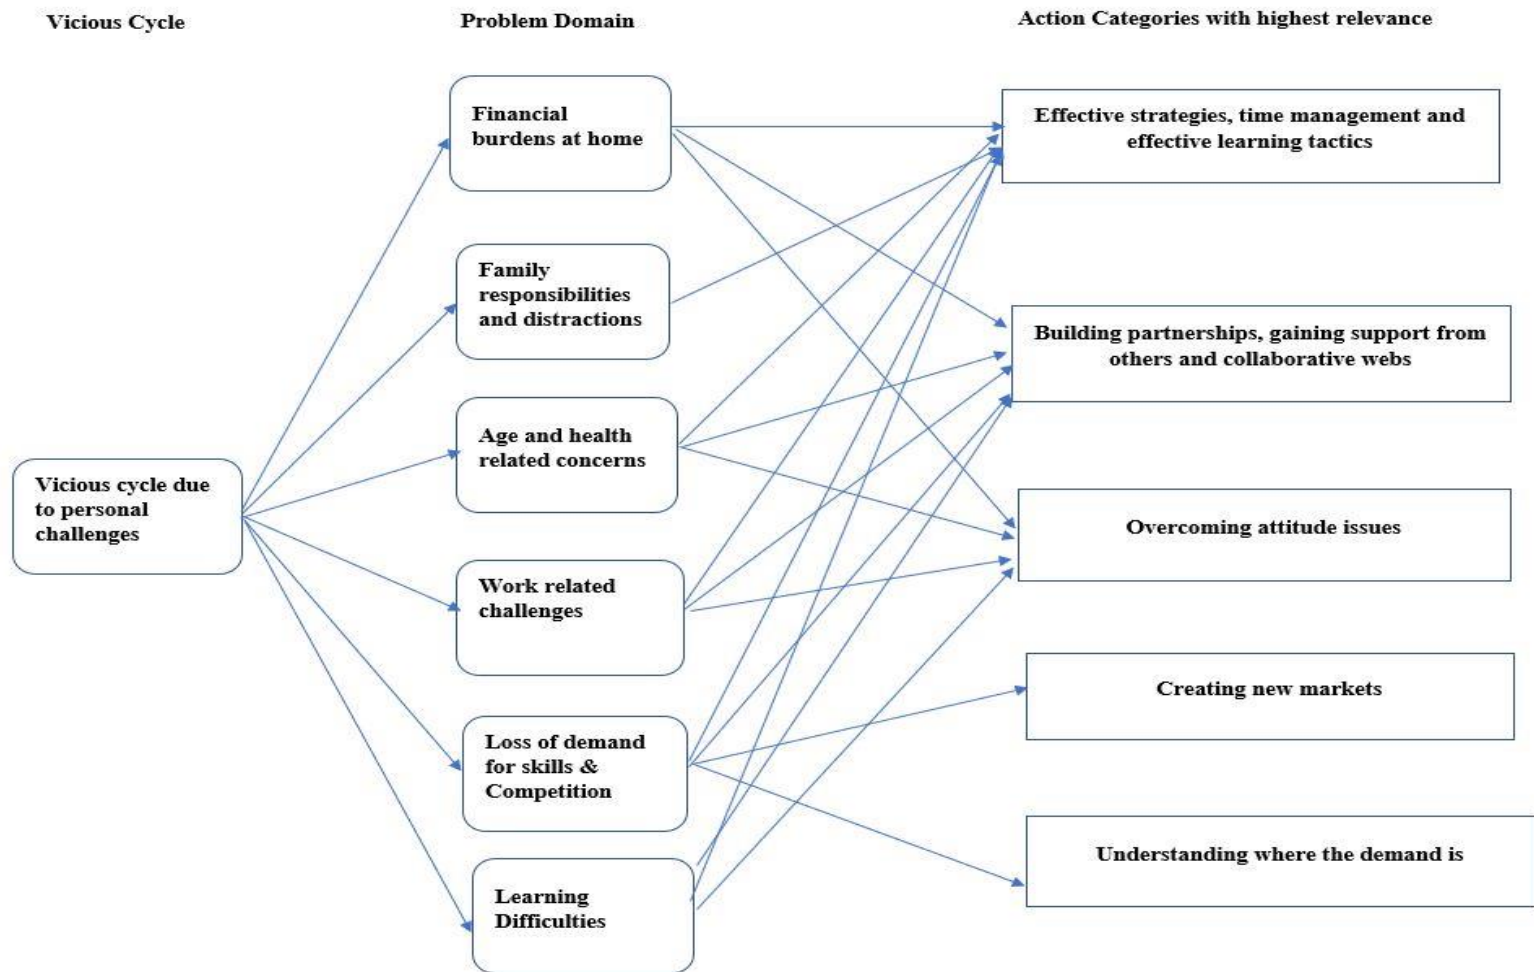 Vicious Cycle
Problem Domain
Action Categories with highest relevance
Vicious cycle due
to personal
challenges
Financial
burdens at home
Family
responsibilities
and distractions
Age and health
related concerns
Work related
challenges
Loss of demand
for skills &
Competition
Learning
Difficulties
Effective strategies, time management and
effective learning tactics
Building partnerships, gaining support from
others and collaborative webs
Overcoming attitude issues
Creating new markets
Understanding where the demand is